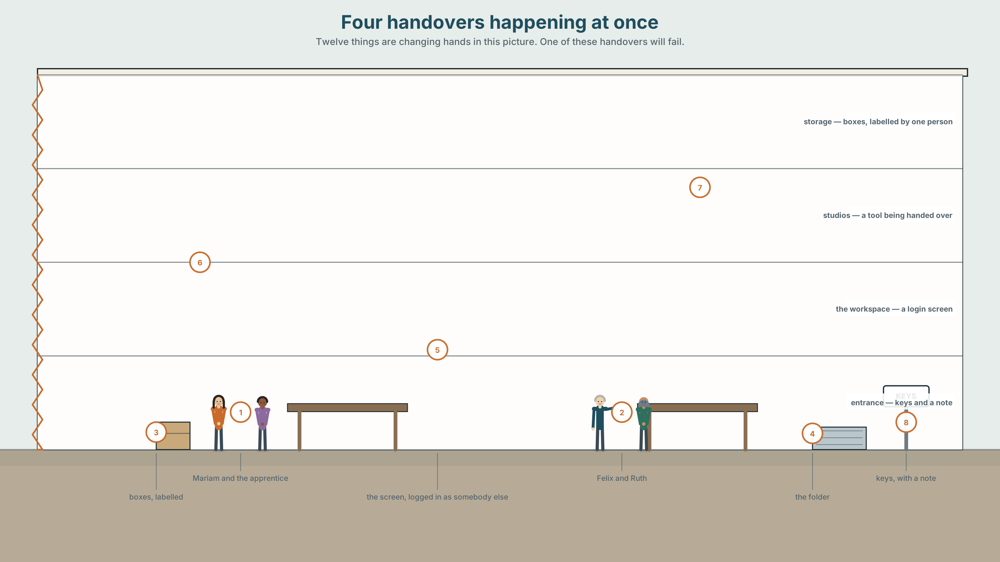 Four handovers happening at once
Twelve things are changing hands in this picture. One of these handovers will fail.
storage — boxes, labelled by one person
7
studios — a tool being handed over
6
the workspace — a login screen
5
KEYS
entrance — keys and a note
1
2
8
3
4
Mariam and the apprentice
Felix and Ruth
keys, with a note
boxes, labelled
the screen, logged in as somebody else
the folder